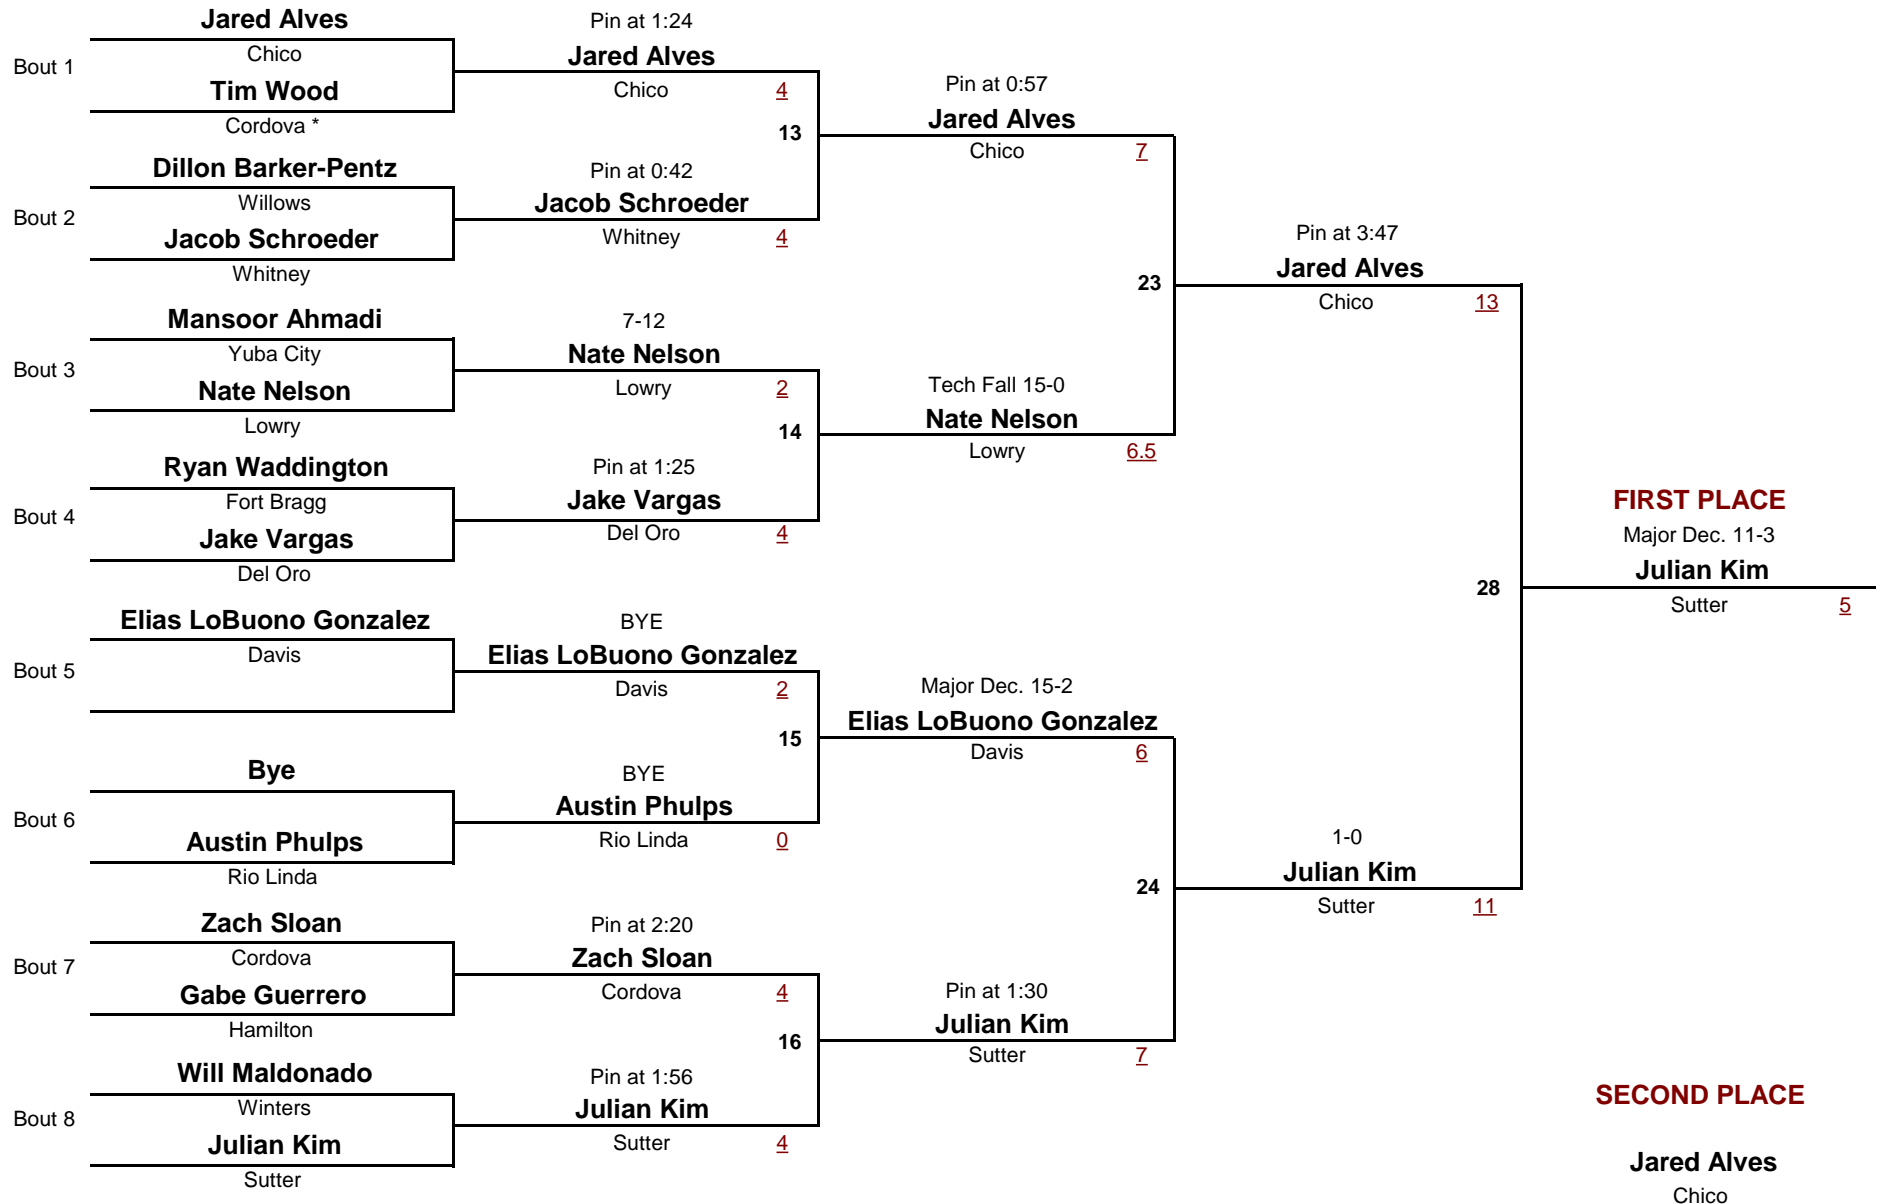 Jared Alves
Chico
Bout 1
Tim Wood
Cordova *
Dillon Barker-Pentz
Willows
Bout 2
Jacob Schroeder
Whitney
Mansoor Ahmadi
Yuba City
Bout 3
Nate Nelson
Lowry
Ryan Waddington
Fort Bragg
Bout 4
Jake Vargas
Del Oro
Elias LoBuono Gonzalez
Davis
Bout 5
Bye
Bout 6
Austin Phulps
Rio Linda
Zach Sloan
Cordova
Bout 7
Gabe Guerrero
Hamilton
Will Maldonado
Winters
Bout 8
Julian Kim
Sutter
Pin at 1:24
Jared Alves
Chico 4
13
Pin at 0:42
Jacob Schroeder
Whitney 4
7-12
Nate Nelson
Lowry 2
14
Pin at 1:25
Jake Vargas
Del Oro 4
BYE
Elias LoBuono Gonzalez
Davis 2
15
BYE
Austin Phulps
Rio Linda 0
Pin at 2:20
Zach Sloan
Cordova 4
16
Pin at 1:56
Julian Kim
Sutter 4
Pin at 0:57
Jared Alves
Chico 7
23
Tech Fall 15-0
Nate Nelson
Lowry 6.5
Major Dec. 15-2
Elias LoBuono Gonzalez
Davis 6
24
Pin at 1:30
Julian Kim
Sutter 7
Pin at 3:47
Jared Alves
Chico 13
28
1-0
Julian Kim
Sutter 11
FIRST PLACE
Major Dec. 11-3
Julian Kim
Sutter 5
SECOND PLACE
Jared Alves
Chico